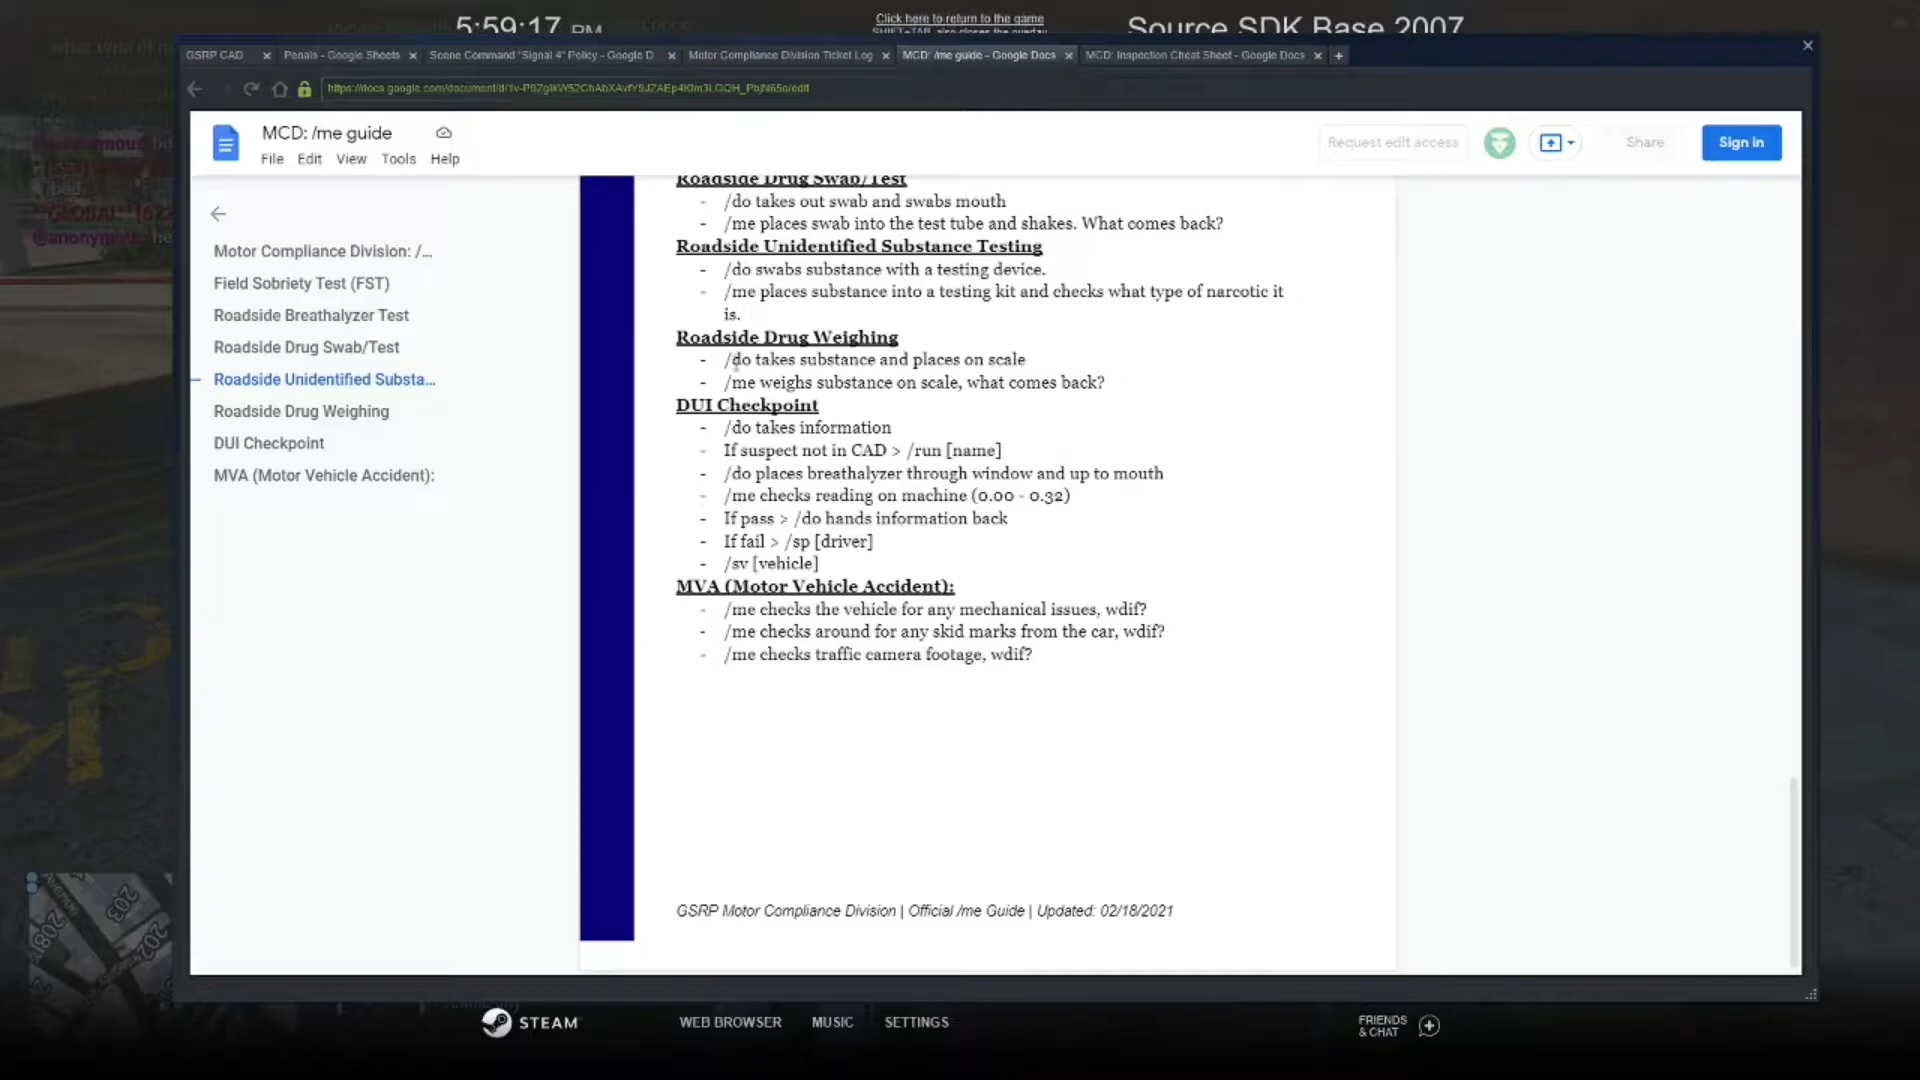 5:59:17 PM
Click here to return to the game
Source SDK Base 2007
GSRP CAD
Penals - Google Sheets
Scene Command "Signal 4" Policy - Google D
Motor Compliance Division Ticket Log
MCD: /me guide - Google Docs
MCD: Inspection Cheat Sheet - Google Docs
MCD: /me guide
File Edit View Tools Help
Request edit access
Share
Sign in
Motor Compliance Division: /...
Field Sobriety Test (FST)
Roadside Breathalyzer Test
Roadside Drug Swab/Test
Roadside Unidentified Substa...
Roadside Drug Weighing
DUI Checkpoint
MVA (Motor Vehicle Accident):
Roadside Drug Swab/Test
- /do takes out swab and swabs mouth
- /me places swab into the test tube and shakes. What comes back?
Roadside Unidentified Substance Testing
- /do swabs substance with a testing device.
- /me places substance into a testing kit and checks what type of narcotic it
is.
Roadside Drug Weighing
- /do takes substance and places on scale
- /me weighs substance on scale, what comes back?
DUI Checkpoint
- /do takes information
- If suspect not in CAD > /run [name]
- /do places breathalyzer through window and up to mouth
- /me checks reading on machine (0.00 - 0.32)
- If pass > /do hands information back
- If fail > /sp [driver]
- /sv [vehicle]
MVA (Motor Vehicle Accident):
- /me checks the vehicle for any mechanical issues, wdif?
- /me checks around for any skid marks from the car, wdif?
- /me checks traffic camera footage, wdif?
GSRP Motor Compliance Division | Official /me Guide | Updated: 02/18/2021
203
208
202
STEAM
WEB BROWSER
MUSIC
SETTINGS
FRIENDS
& CHAT